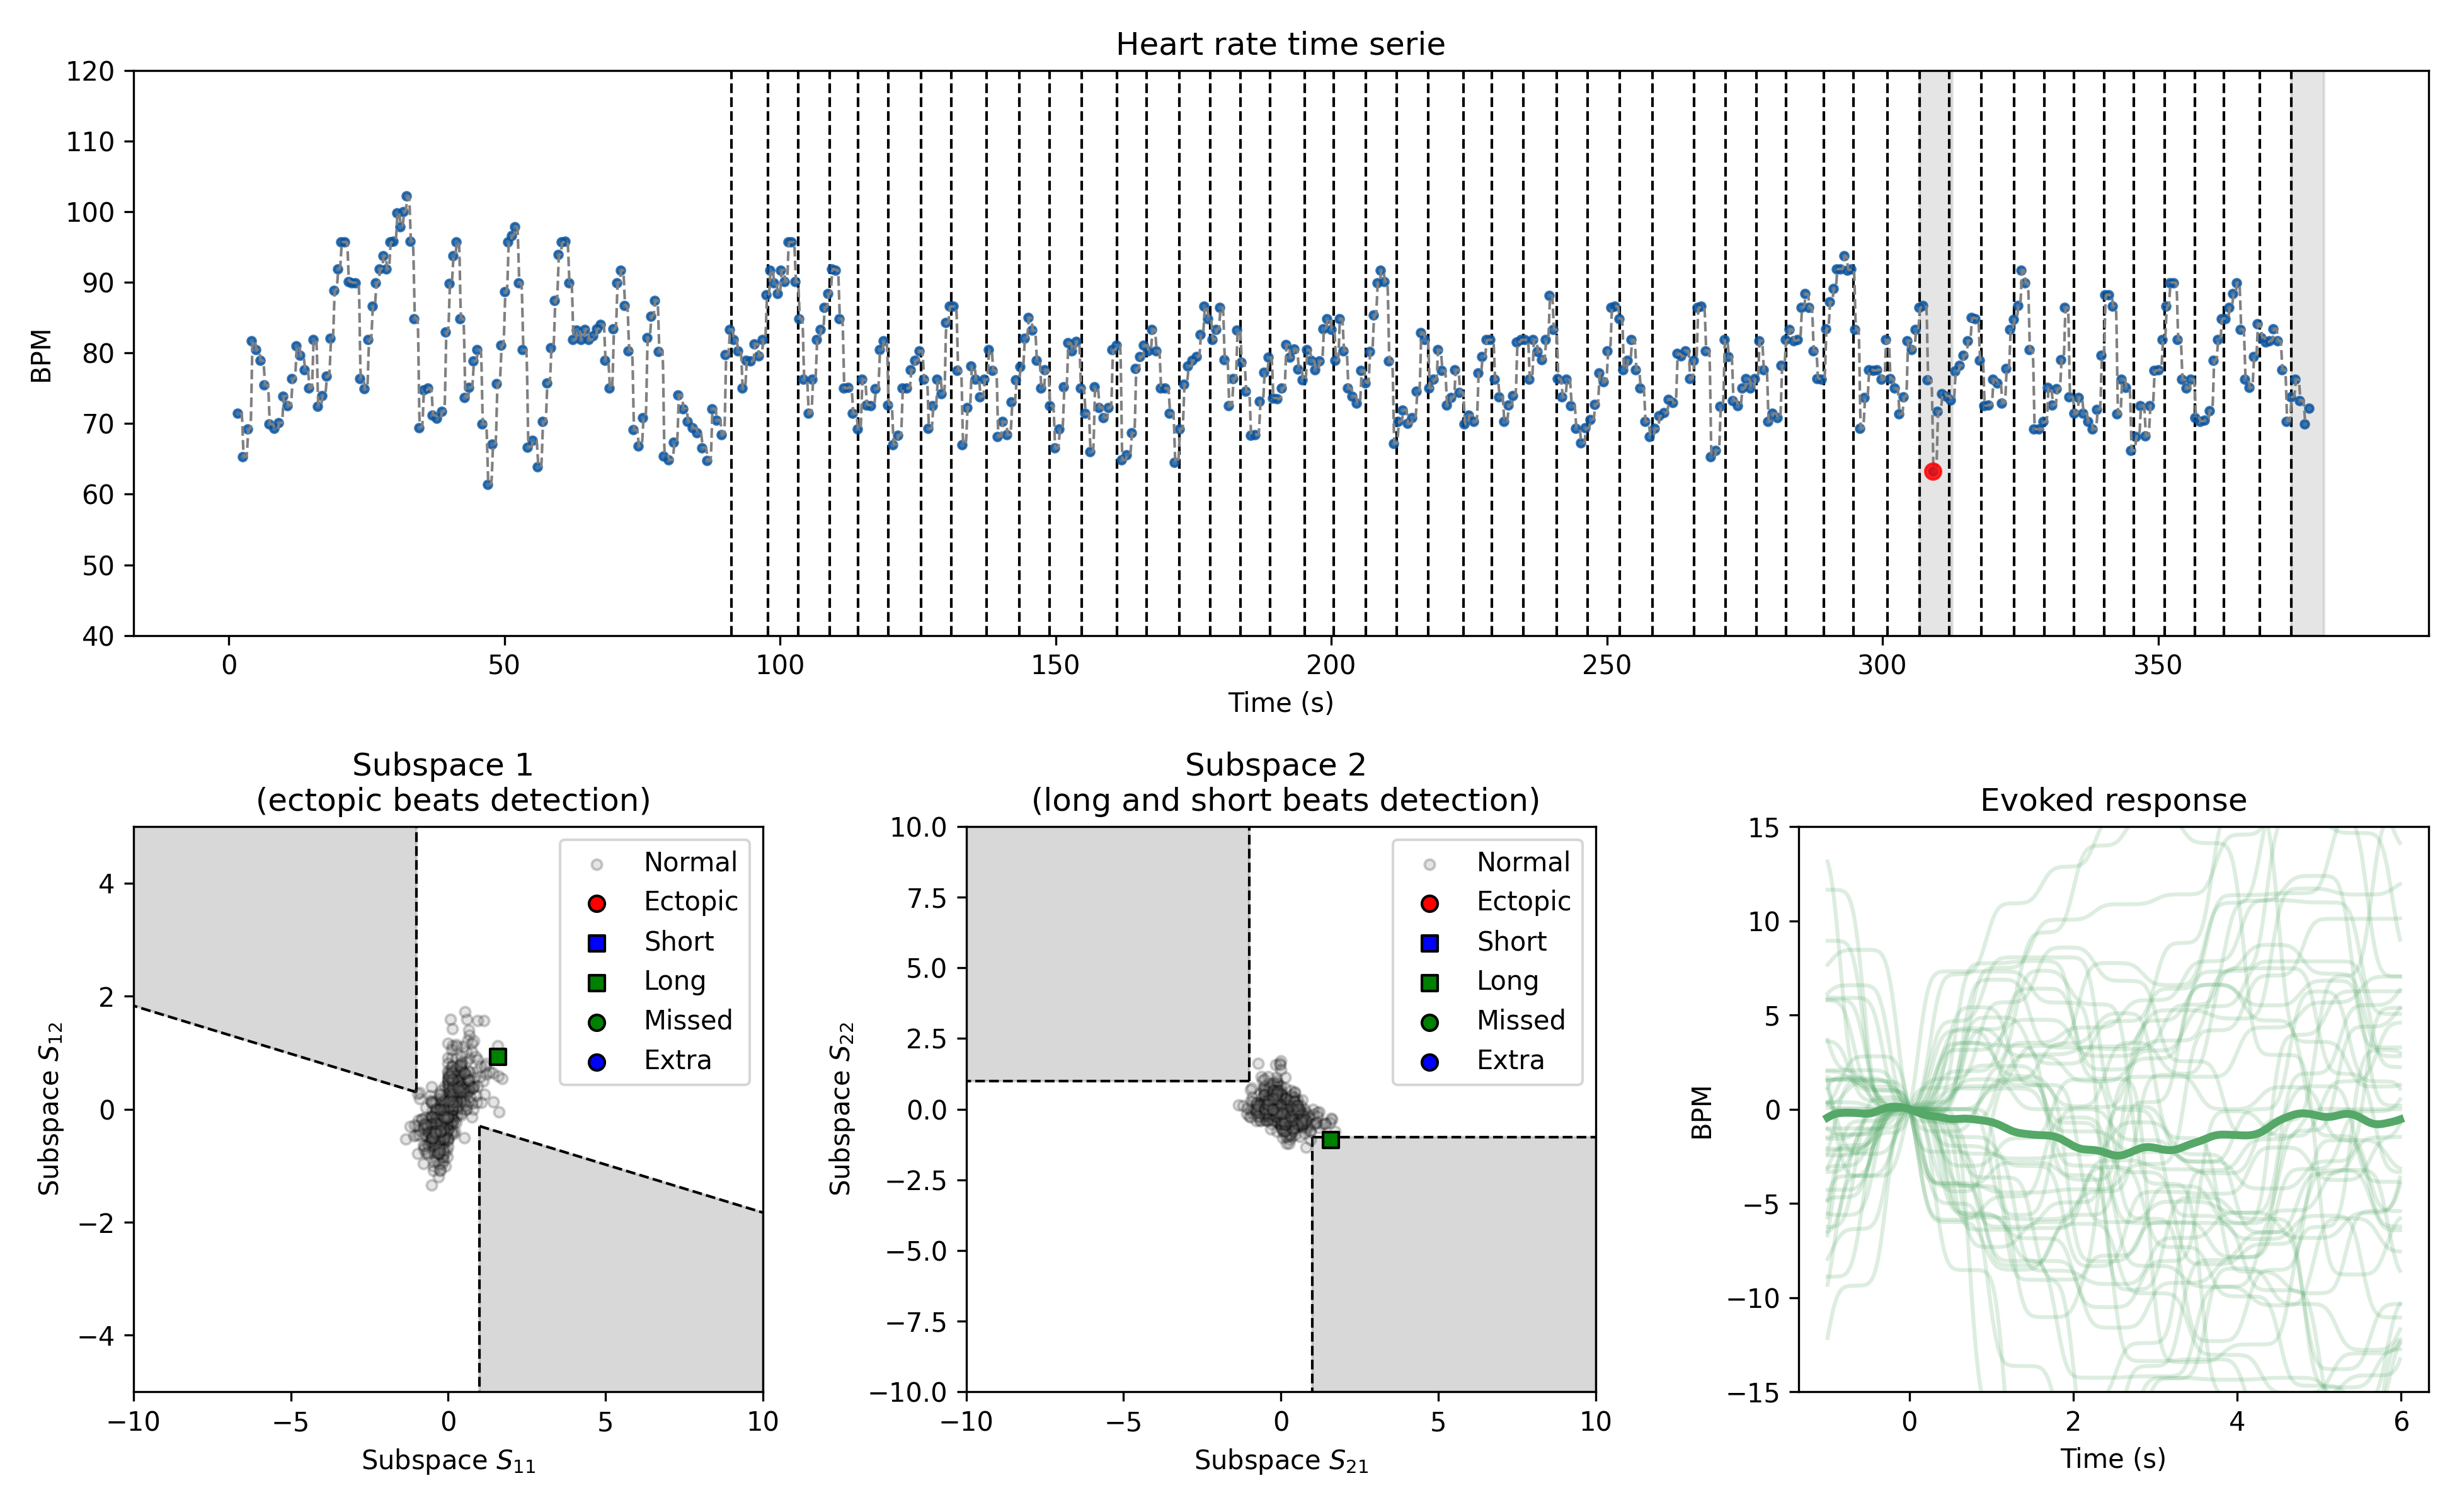 Heart rate time serie
120
110
100
90
80
70
60
50
40
BPM
0 50 100 150 200 250 300 350
Time (s)
Subspace 1
(ectopic beats detection)
4
2
0
−2
−4
Subspace S12
Normal
Ectopic
Short
Long
Missed
Extra
−10 −5 0 5 10
Subspace S11
Subspace 2
(long and short beats detection)
10.0
7.5
5.0
2.5
0.0
−2.5
−5.0
−7.5
−10.0
Subspace S22
Normal
Ectopic
Short
Long
Missed
Extra
−10 −5 0 5 10
Subspace S21
Evoked response
15
10
5
0
−5
−10
−15
BPM
0 2 4 6
Time (s)